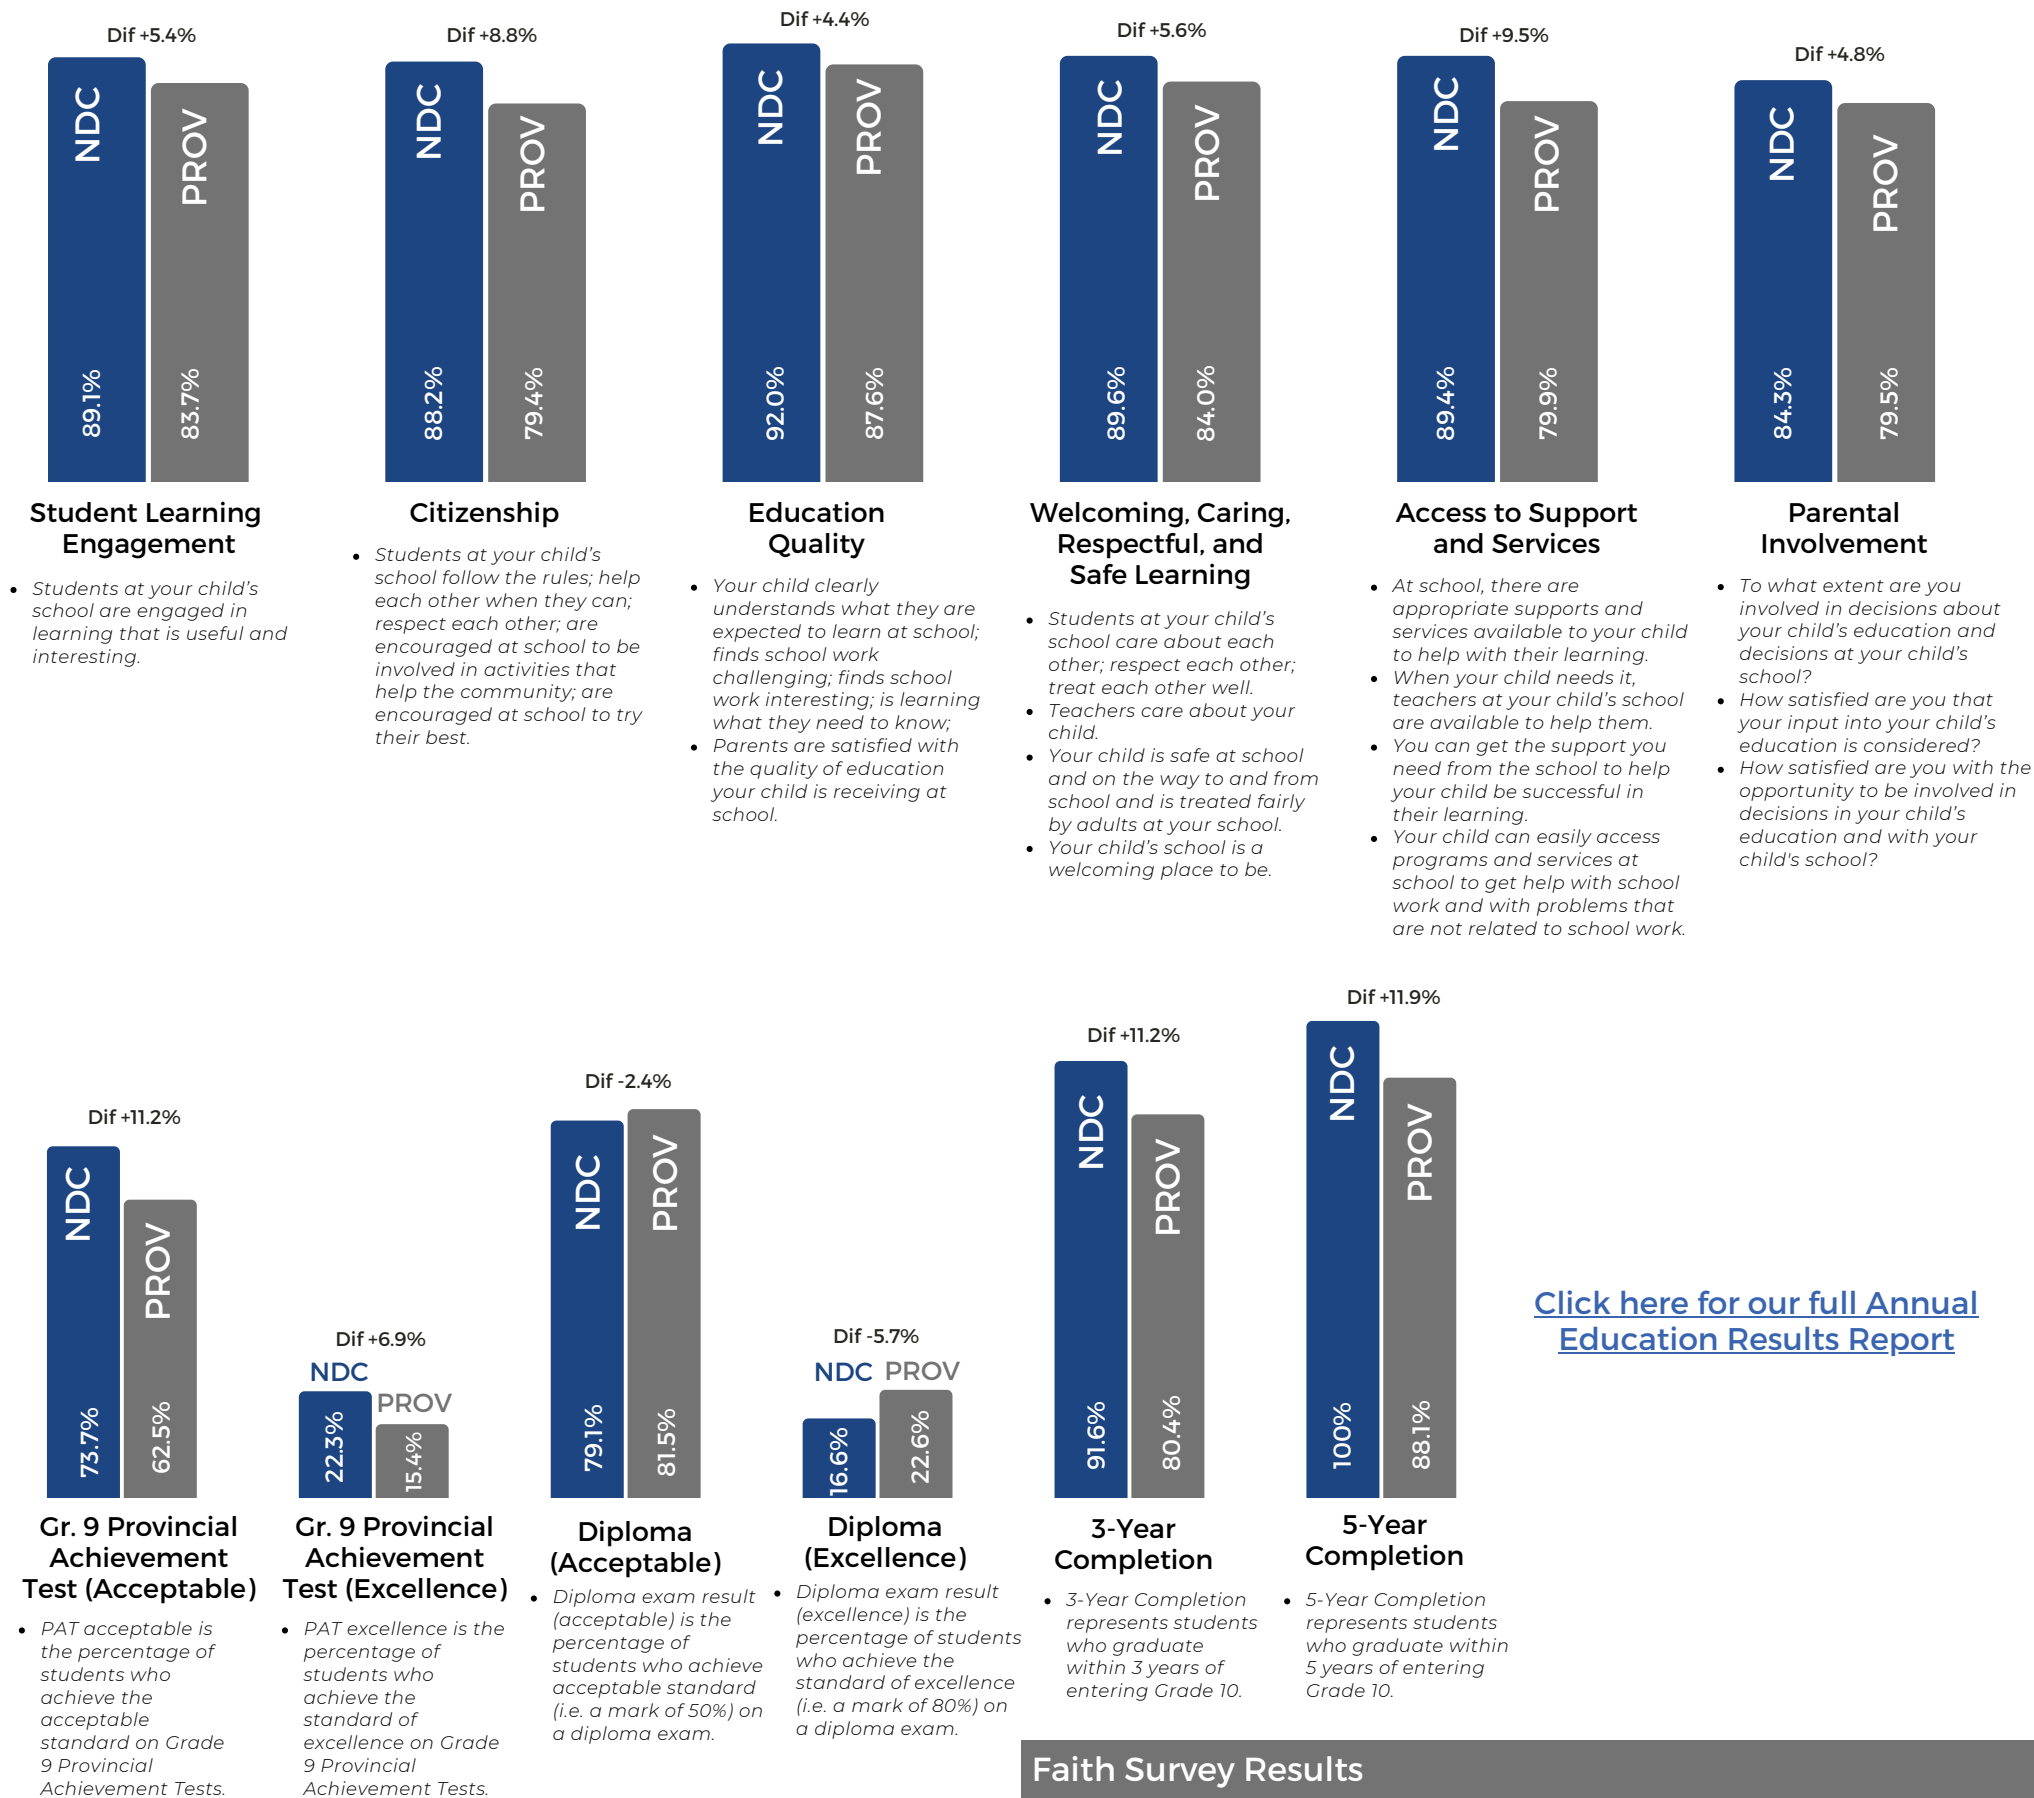 Dif +5.4%
NDC
PROV
89.1%
83.7%
Student Learning
Engagement
• Students at your child's
school are engaged in
learning that is useful and
interesting.
Dif +8.8%
NDC
PROV
88.2%
79.4%
Citizenship
• Students at your child's
school follow the rules; help
each other when they can;
respect each other; are
encouraged at school to be
involved in activities that
help the community; are
encouraged at school to try
their best.
Dif +4.4%
NDC
PROV
92.0%
87.6%
Education
Quality
• Your child clearly
understands what they are
expected to learn at school;
finds school work
challenging; finds school
work interesting; is learning
what they need to know;
• Parents are satisfied with
the quality of education
your child is receiving at
school.
Dif +5.6%
NDC
PROV
89.6%
84.0%
Welcoming, Caring,
Respectful, and
Safe Learning
• Students at your child's
school care about each
other; respect each other;
treat each other well.
• Teachers care about your
child.
• Your child is safe at school
and on the way to and from
school and is treated fairly
by adults at your school.
• Your child's school is a
welcoming place to be.
Dif +9.5%
NDC
PROV
89.4%
79.9%
Access to Support
and Services
• At school, there are
appropriate supports and
services available to your child
to help with their learning.
• When your child needs it,
teachers at your child's school
are available to help them.
• You can get the support you
need from the school to help
your child be successful in
their learning.
• Your child can easily access
programs and services at
school to get help with school
work and with problems that
are not related to school work.
Dif +4.8%
NDC
PROV
84.3%
79.5%
Parental
Involvement
• To what extent are you
involved in decisions about
your child's education and
decisions at your child's
school?
• How satisfied are you that
your input into your child's
education is considered?
• How satisfied are you with the
opportunity to be involved in
decisions in your child's
education and with your
child's school?
Dif +11.2%
NDC
PROV
73.7%
62.5%
Gr. 9 Provincial
Achievement
Test (Acceptable)
• PAT acceptable is
the percentage of
students who
achieve the
acceptable
standard on Grade
9 Provincial
Achievement Tests.
Dif +6.9%
NDC
PROV
22.3%
15.4%
Gr. 9 Provincial
Achievement
Test (Excellence)
• PAT excellence is the
percentage of
students who
achieve the
standard of
excellence on Grade
9 Provincial
Achievement Tests.
Dif -2.4%
NDC
PROV
79.1%
81.5%
Diploma
(Acceptable)
• Diploma exam result
(acceptable) is the
percentage of
students who achieve
acceptable standard
(i.e. a mark of 50%) on
a diploma exam.
Dif -5.7%
NDC PROV
16.6%
22.6%
Diploma
(Excellence)
• Diploma exam result
(excellence) is the
percentage of students
who achieve the
standard of excellence
(i.e. a mark of 80%) on
a diploma exam.
Dif +11.2%
NDC
PROV
91.6%
80.4%
3-Year
Completion
• 3-Year Completion
represents students
who graduate
within 3 years of
entering Grade 10.
Dif +11.9%
NDC
PROV
100%
88.1%
5-Year
Completion
• 5-Year Completion
represents students
who graduate within
5 years of entering
Grade 10.
Click here for our full Annual
Education Results Report
Faith Survey Results